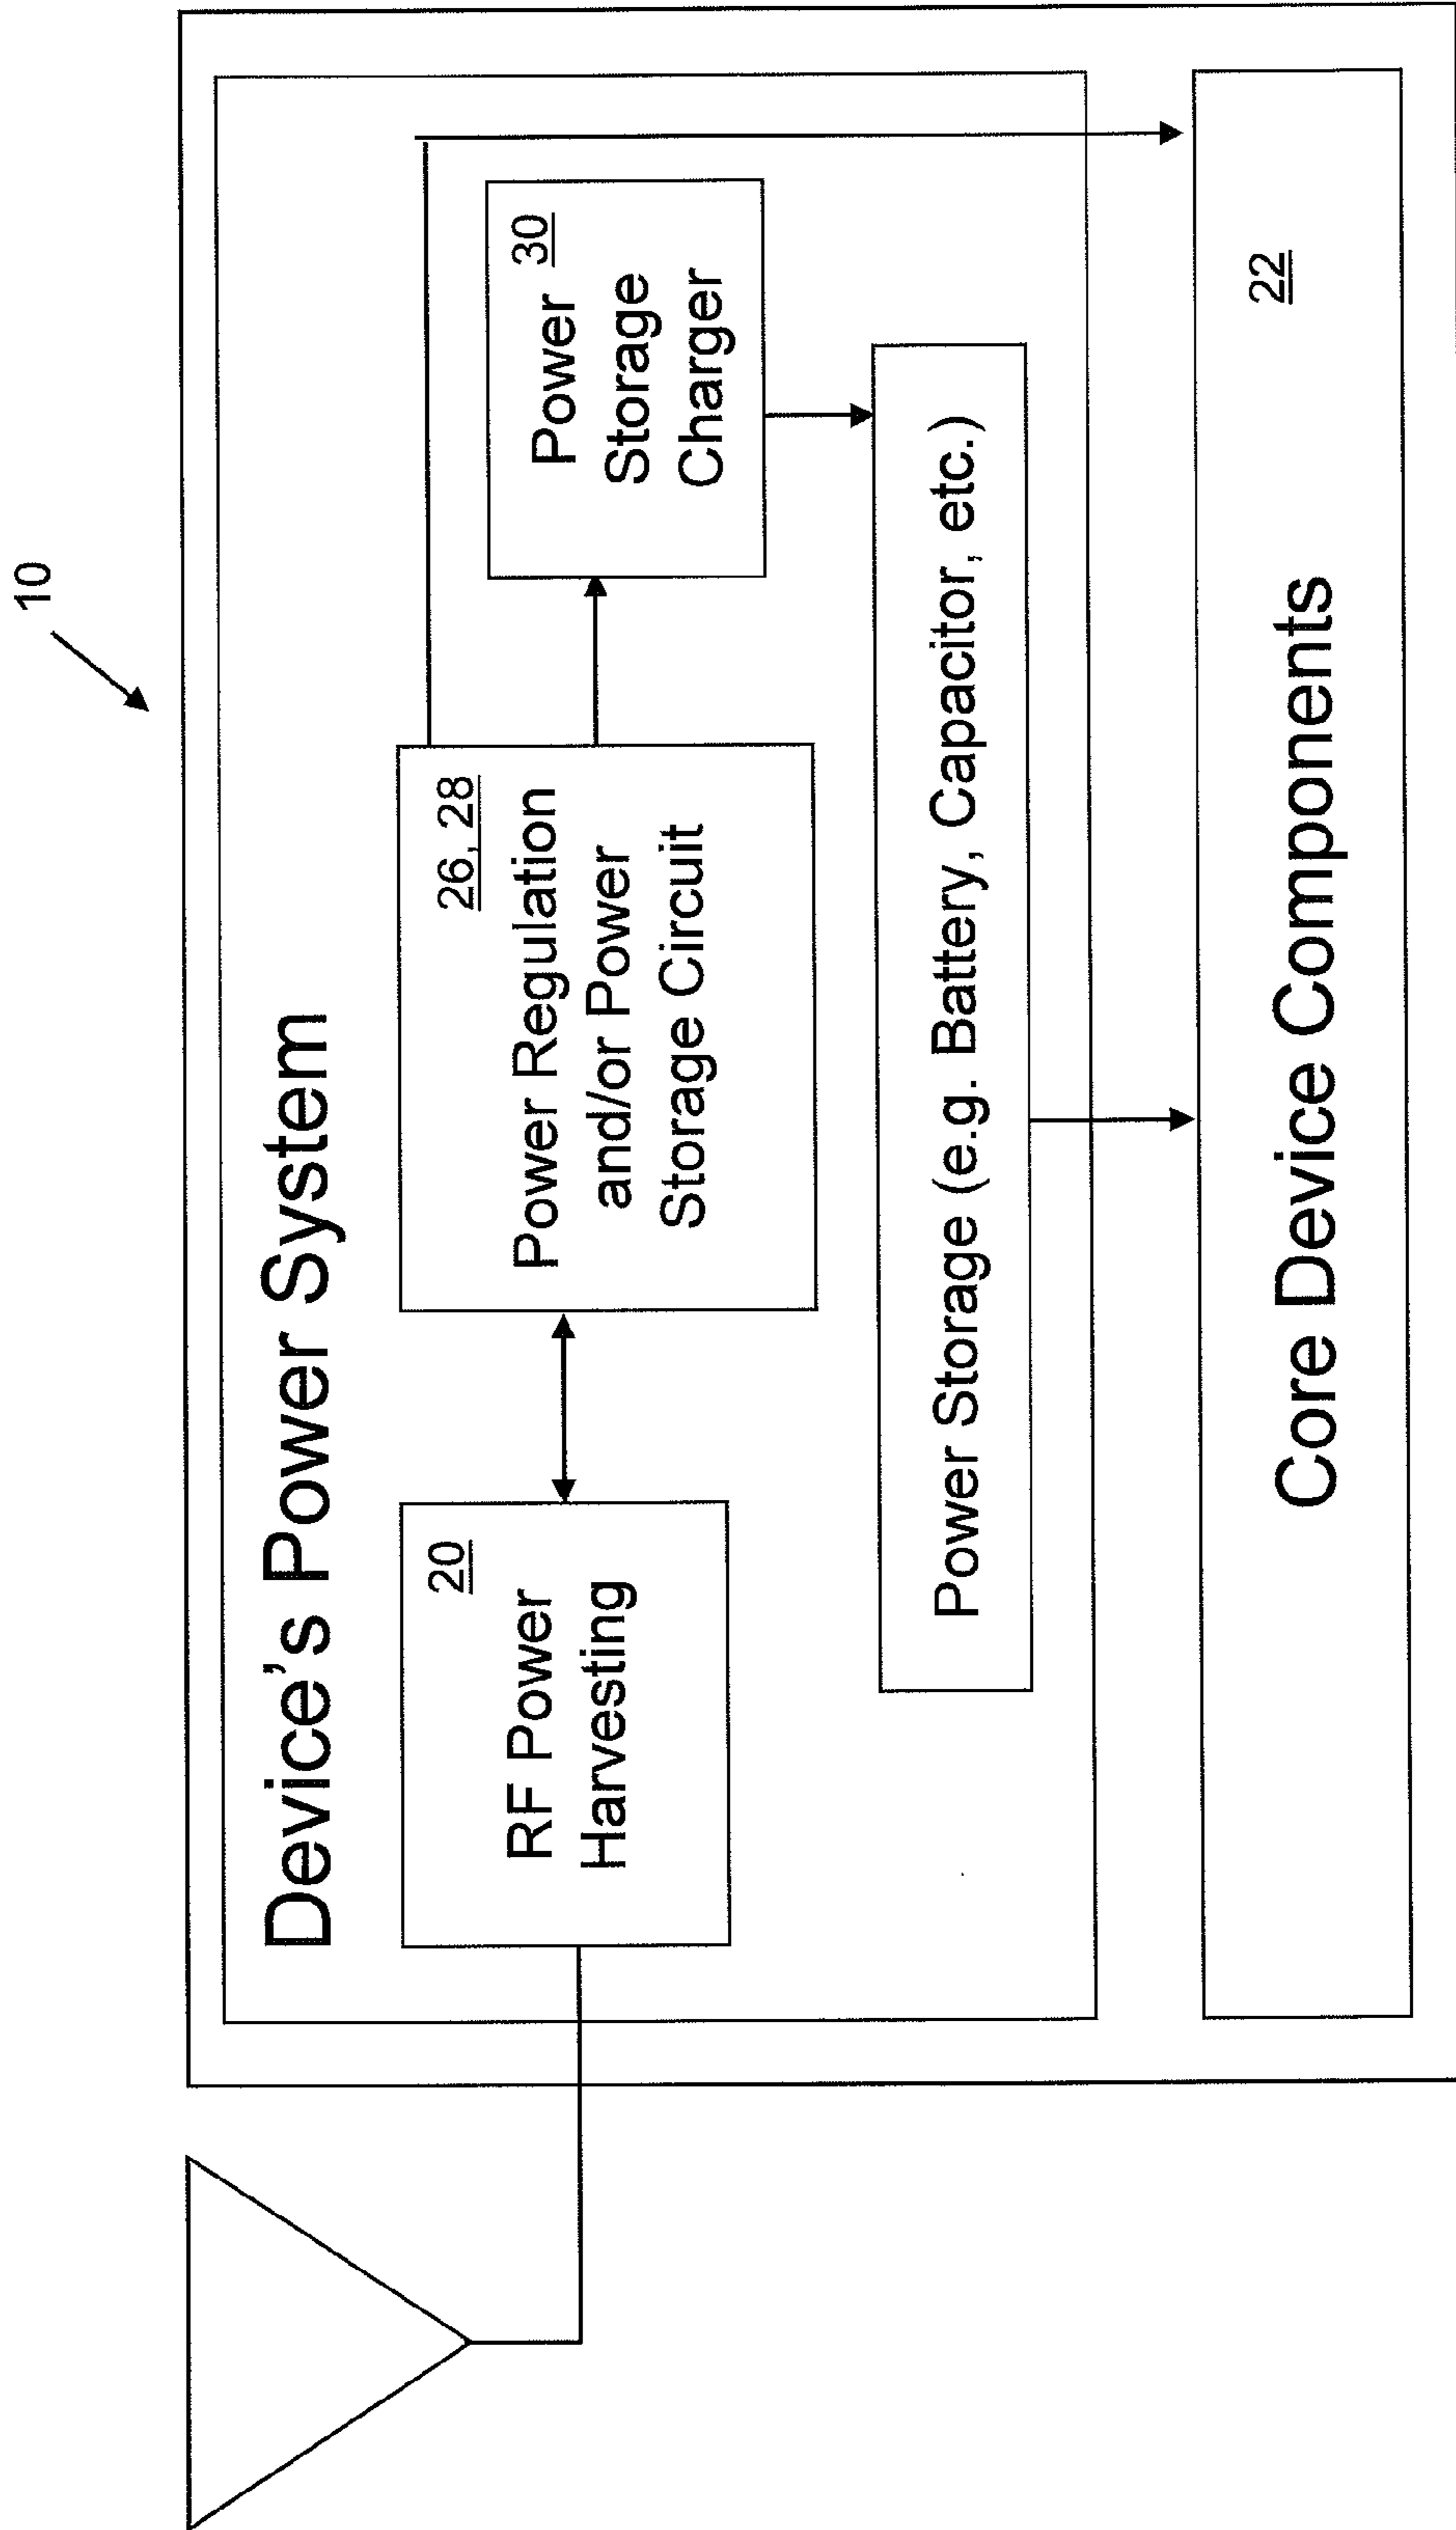 10
Device's Power System
20
RF Power
Harvesting
26, 28
Power Regulation
and/or Power
Storage Circuit
30
Power
Storage
Charger
Power Storage (e.g. Battery, Capacitor, etc.)
22
Core Device Components